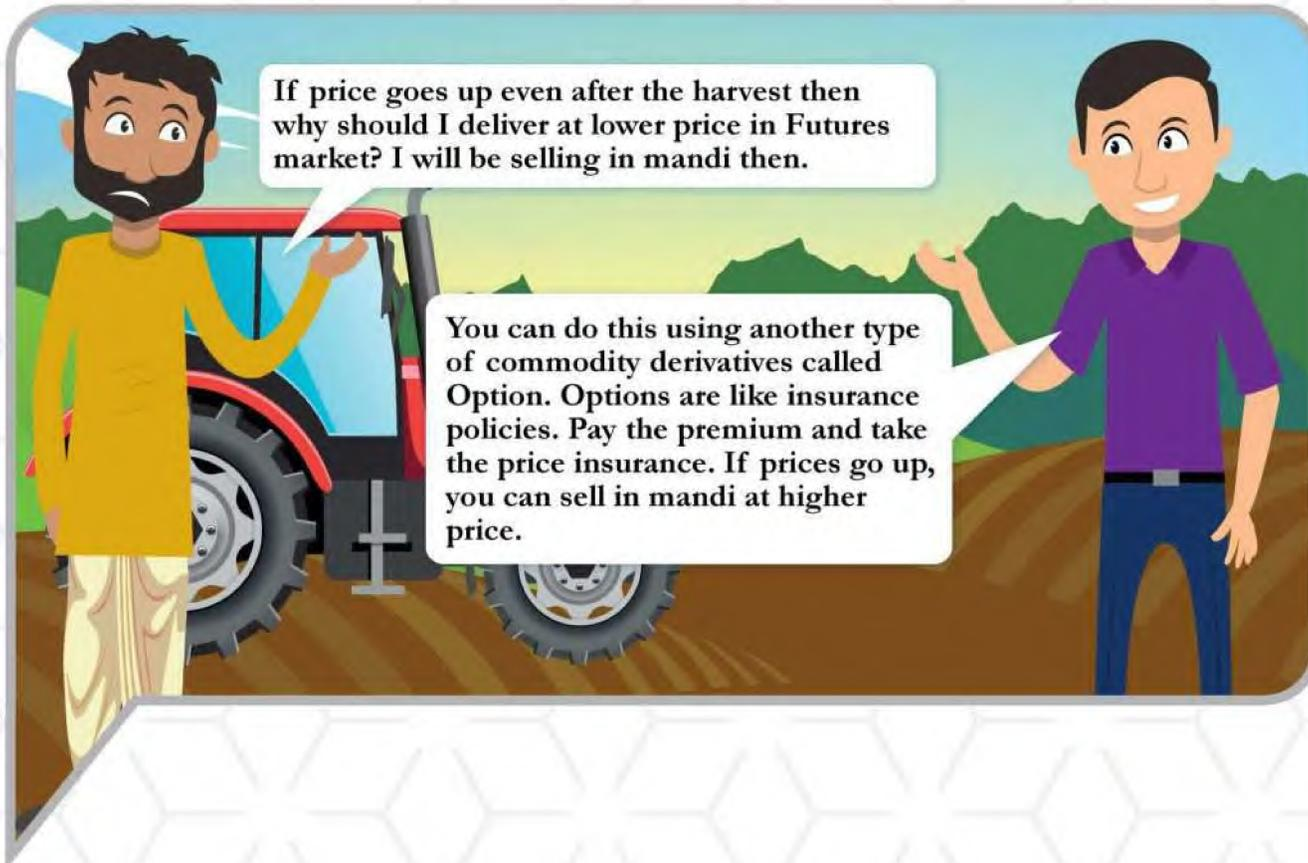 If price goes up even after the harvest then
why should I deliver at lower price in Futures
market? I will be selling in mandi then.
You can do this using another type
of commodity derivatives called
Option. Options are like insurance
policies. Pay the premium and take
the price insurance. If prices go up,
you can sell in mandi at higher
price.